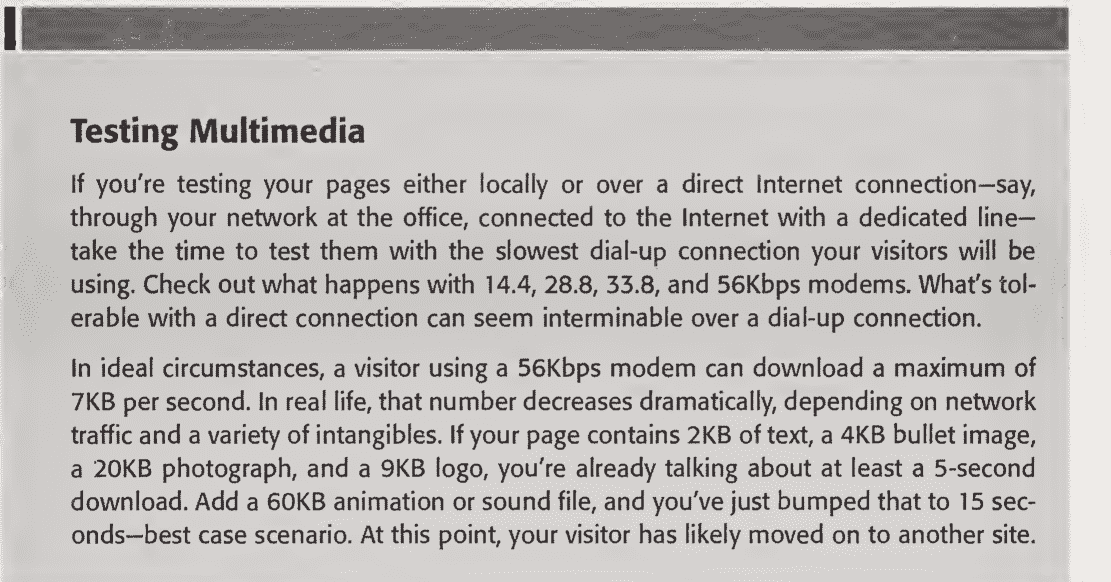 Testing Multimedia
If you're testing your pages either locally or over a direct Internet connection—say,
through your network at the office, connected to the Internet with a dedicated line—
take the time to test them with the slowest dial-up connection your visitors will be
using. Check out what happens with 14.4, 28.8, 33.8, and 56Kbps modems. What's tol-
erable with a direct connection can seem interminable over a dial-up connection.
In ideal circumstances, a visitor using a 56Kbps modem can download a maximum of
7KB per second. In real life, that number decreases dramatically, depending on network
traffic and a variety of intangibles. If your page contains 2KB of text, a 4KB bullet image,
a 20KB photograph, and a 9KB logo, you're already talking about at least a 5-second
download. Add a 60KB animation or sound file, and you've just bumped that to 15 sec-
onds—best case scenario. At this point, your visitor has likely moved on to another site.